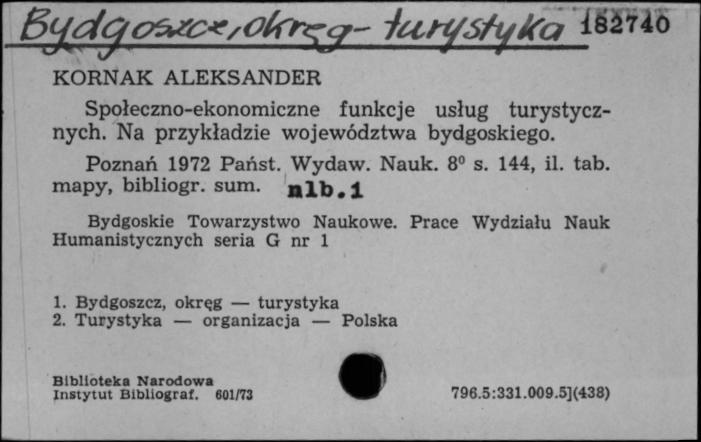 Bydgoszcz, okręg - turystyka 182740
KORNAK ALEKSANDER
Społeczno-ekonomiczne funkcje usług turystycz-
nych. Na przykładzie województwa bydgoskiego.
Poznań 1972 Państ. Wydaw. Nauk. 8⁰ s. 144, il. tab.
mapy, bibliogr. sum. nlb.1
Bydgoskie Towarzystwo Naukowe. Prace Wydziału Nauk
Humanistycznych seria G nr 1
1. Bydgoszcz, okręg — turystyka
2. Turystyka — organizacja — Polska
Biblioteka Narodowa
Instytut Bibliograf. 601/73 796.5:331.009.5](438)